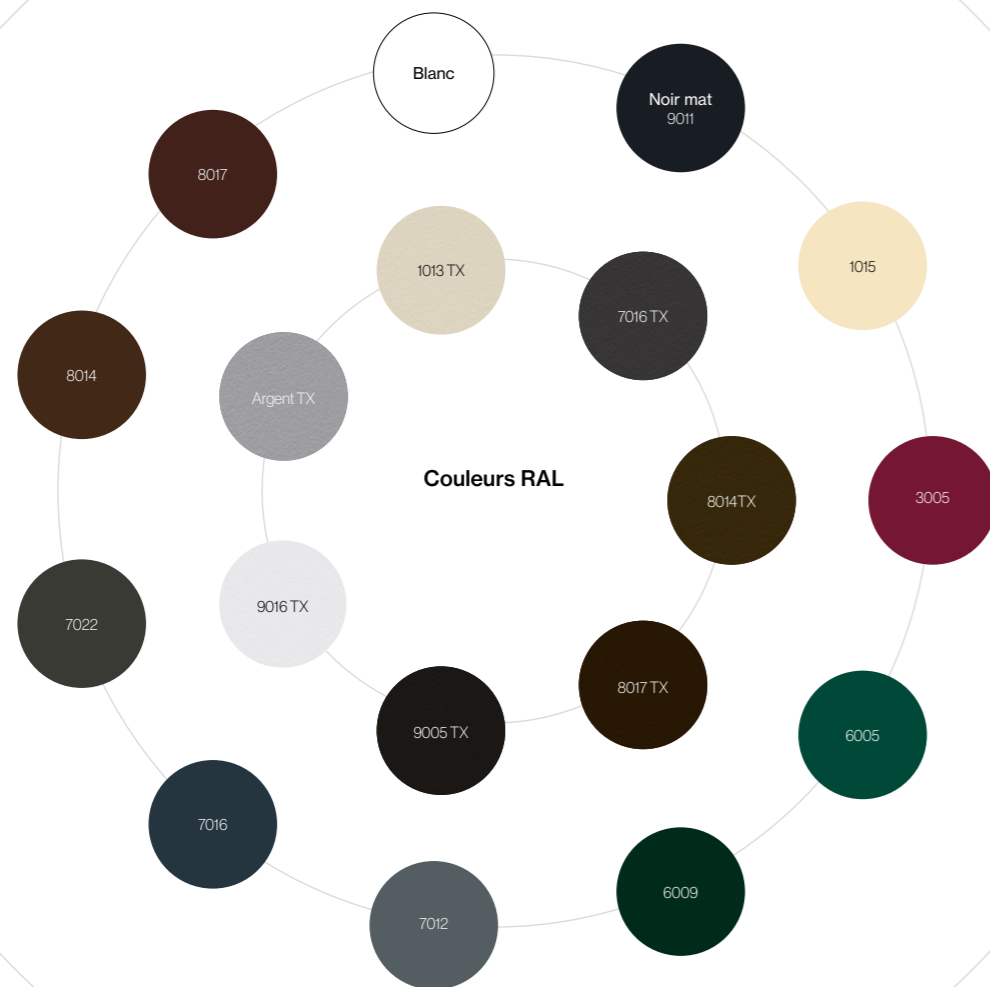 Blanc
Noir mat
9011
8017
1013 TX
1015
7016 TX
8014
Argent TX
Couleurs RAL
3005
8014TX
9016 TX
7022
8017 TX
9005 TX
6005
7016
6009
7012